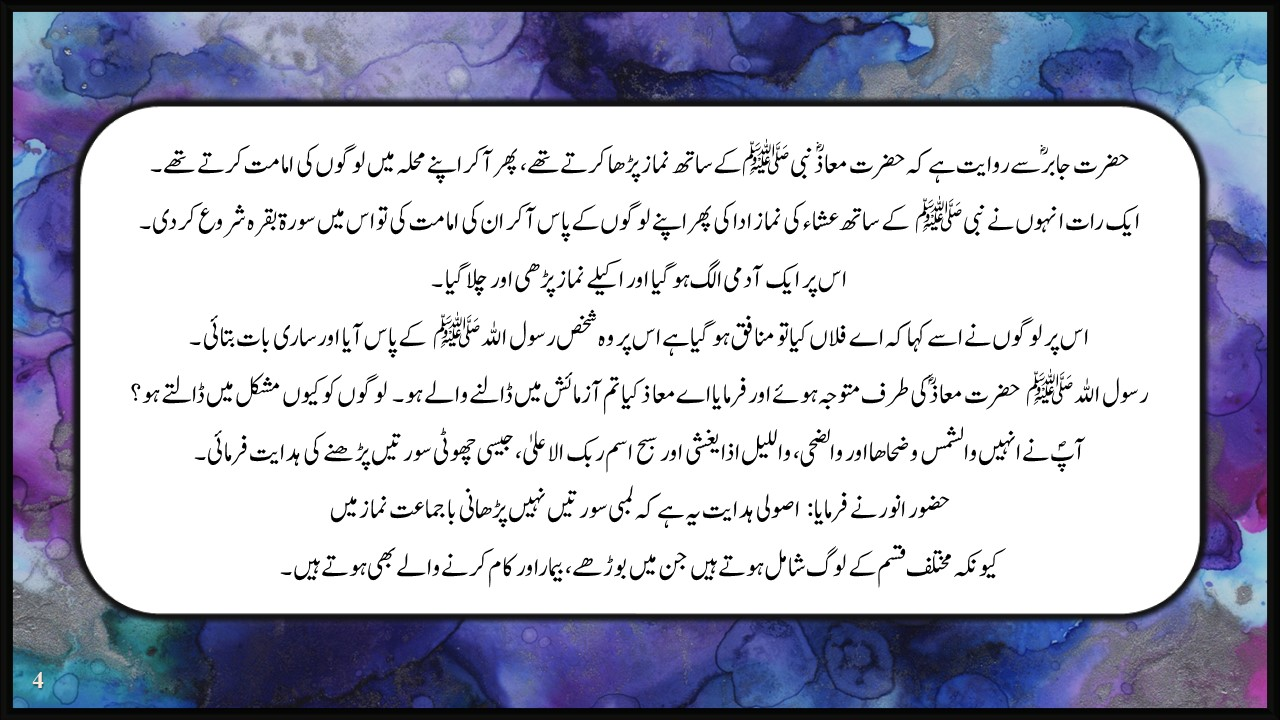 حضرت جابرؓ سے روایت ہے کہ حضرت معاذؓ نبی ﷺ کے ساتھ نماز پڑھا کرتے تھے، پھر آکر اپنے محلہ میں لوگوں کی امامت کرتے تھے۔
ایک رات انہوں نے نبی ﷺ کے ساتھ عشاء کی نماز ادا کی پھر اپنے لوگوں کے پاس آکر ان کی امامت کی تو اس میں سورۃ بقرہ شروع کر دی۔
اس پر ایک آدمی الگ ہو گیا اور اکیلے نماز پڑھی اور چلا گیا۔
اس پر لوگوں نے اسے کہا کہ اے فلاں کیا تو منافق ہو گیا ہے اس پر وہ شخص رسول اللہ ﷺ کے پاس آیا اور ساری بات بتائی۔
رسول اللہ ﷺ حضرت معاذؓ کی طرف متوجہ ہوئے اور فرمایا اے معاذ کیا تم آزمائش میں ڈالنے والے ہو۔ لوگوں کو کیوں مشکل میں ڈالتے ہو؟
آپؐ نے انہیں والشمس وضحاھا اور والضحی، واللیل اذا یغشی اور سبح اسم ربک الاعلیٰ، جیسی چھوٹی سورتیں پڑھنے کی ہدایت فرمائی۔
حضور انور نے فرمایا: اصولی ہدایت یہ ہے کہ لمبی سورتیں نہیں پڑھانی باجماعت نماز میں
کیونکہ مختلف قسم کے لوگ شامل ہوتے ہیں جن میں بوڑھے، بیمار اور کام کرنے والے بھی ہوتے ہیں۔
4